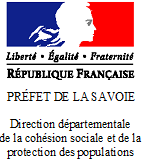 Liberté • Égalité • Fraternité
RÉPUBLIQUE FRANÇAISE
PRÉFET DE LA SAVOIE
Direction départementale
de la cohésion sociale et de la
protection des populations